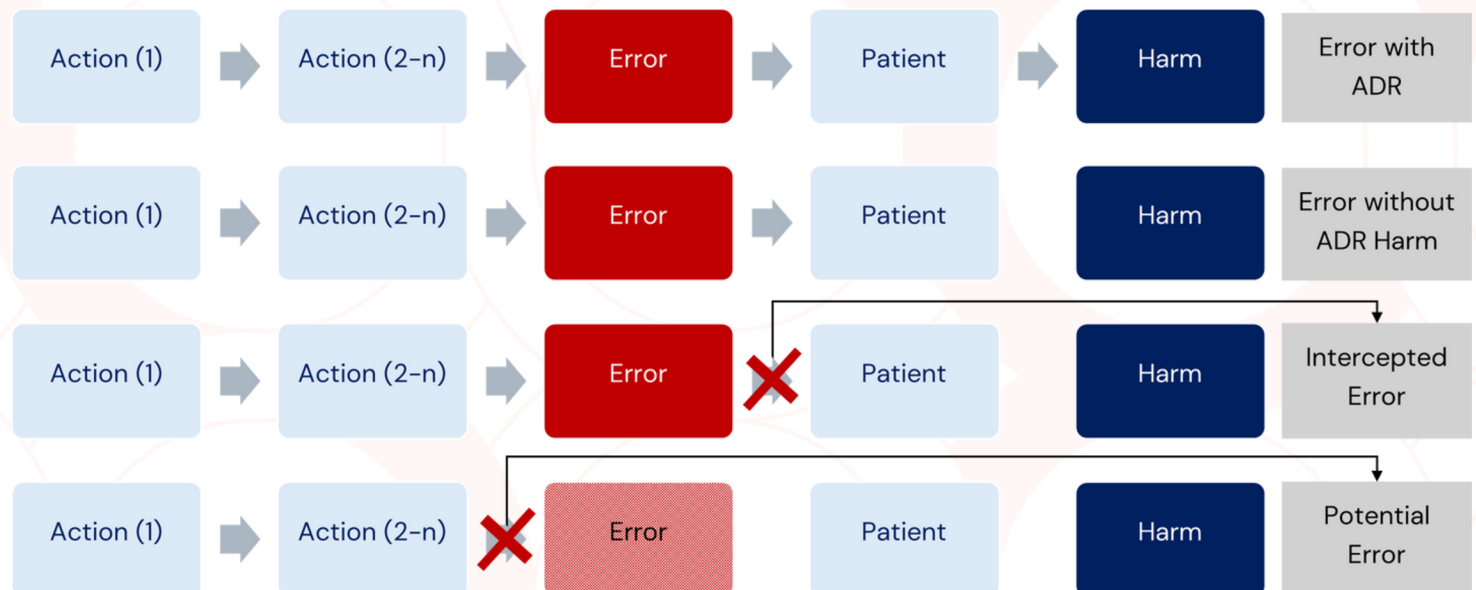 Action (1)
Action (2-n)
Error
Patient
Harm
Error with
ADR
Action (1)
Action (2-n)
Error
Patient
Harm
Error without
ADR Harm
Action (1)
Action (2-n)
Error
Patient
Harm
Intercepted
Error
Action (1)
Action (2-n)
Error
Patient
Harm
Potential
Error